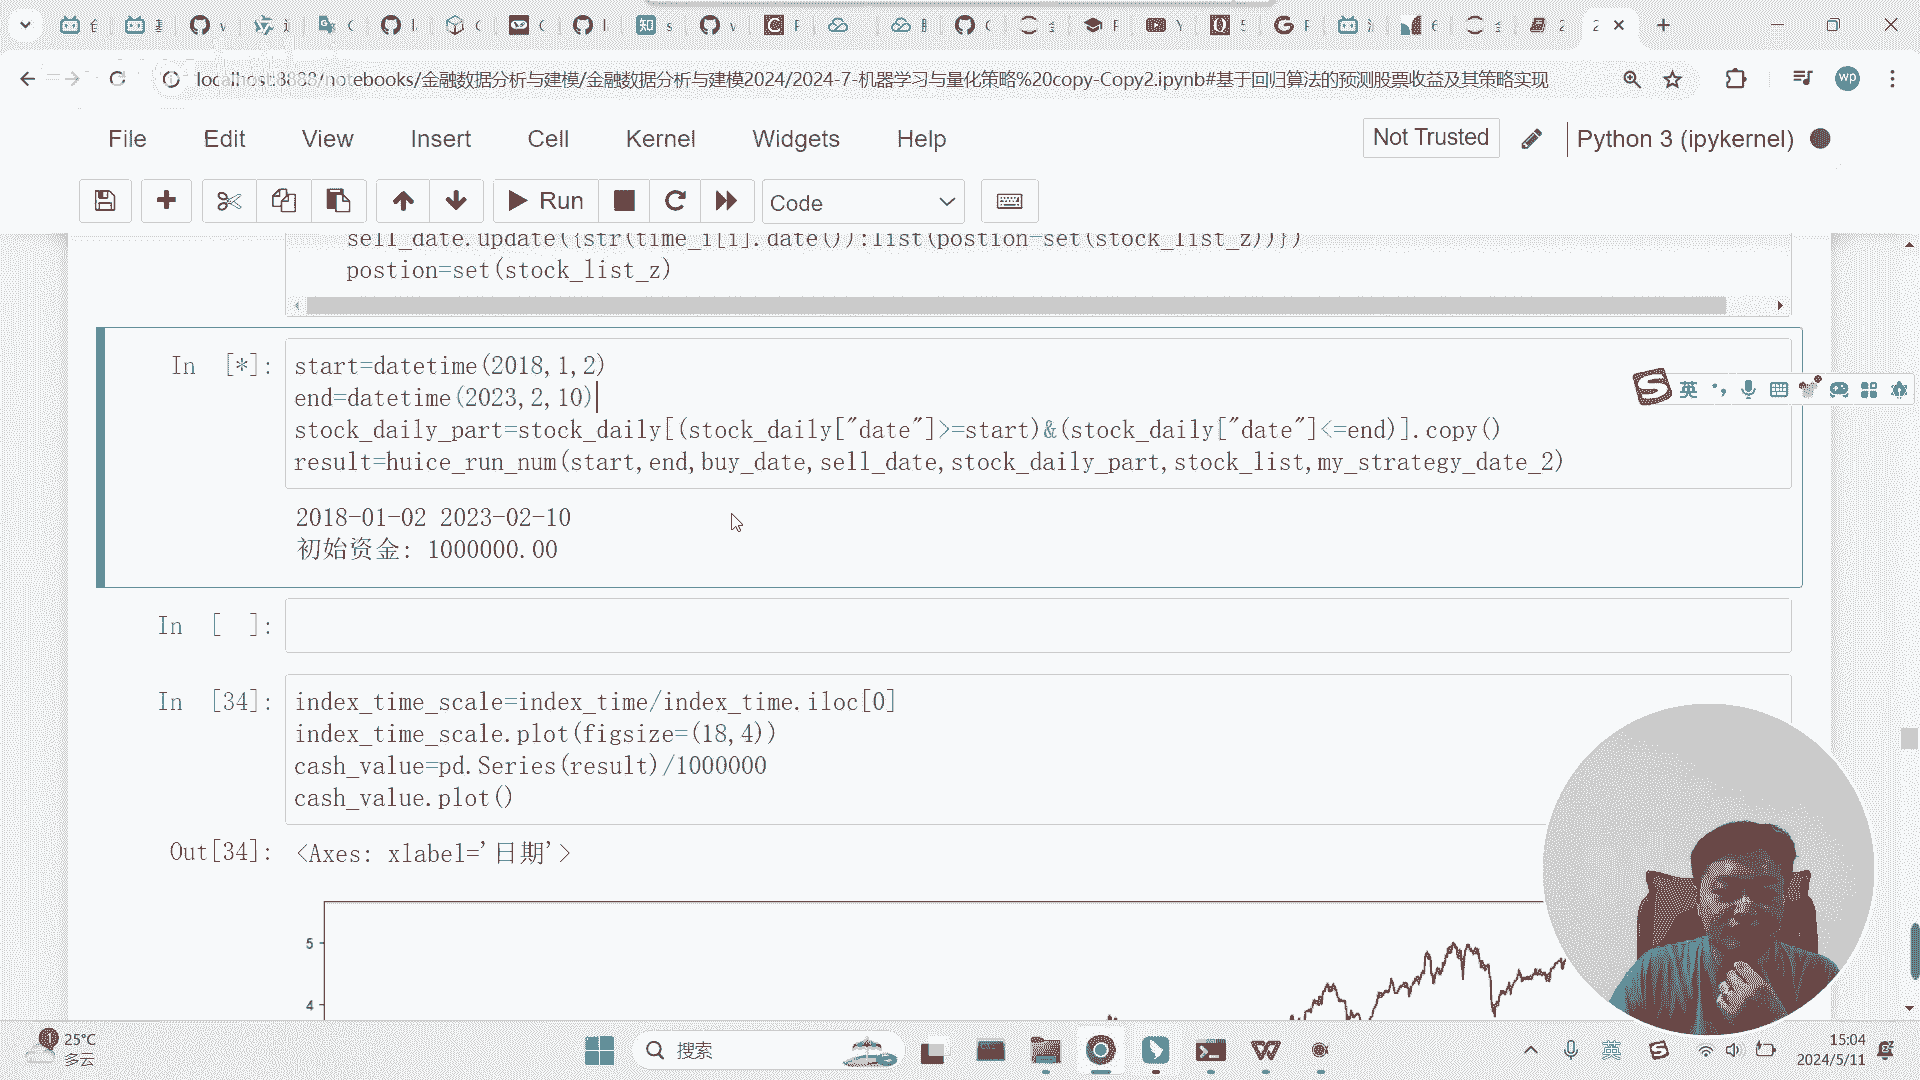 localhost:8888/notebooks/金融数据分析与建模/金融数据分析与建模2024/2024-7-机器学习与量化策略%20copy-Copy2.ipynb#基于回归算法的预测股票收益及其策略实现
wp
File Edit View Insert Cell Kernel Widgets Help
Not Trusted
Python 3 (ipykernel)
Run
Code
sell_date.update({str(time_i[i].date()):list(postion-set(stock_list_z))})
postion=set(stock_list_z)
In [*]:
start=datetime(2018,1,2)
end=datetime(2023,2,10)
stock_daily_part=stock_daily[(stock_daily["date"]>=start)&(stock_daily["date"]<=end)].copy()
result=huice_run_num(start,end,buy_date,sell_date,stock_daily_part,stock_list,my_strategy_date_2)
英
2018-01-02 2023-02-10
初始资金: 1000000.00
In [ ]:
In [34]:
index_time_scale=index_time/index_time.iloc[0]
index_time_scale.plot(figsize=(18,4))
cash_value=pd.Series(result)/1000000
cash_value.plot()
Out[34]:
<Axes: xlabel='日期'>
5
4
1
25°C
多云
搜索
英
15:04
2024/5/11